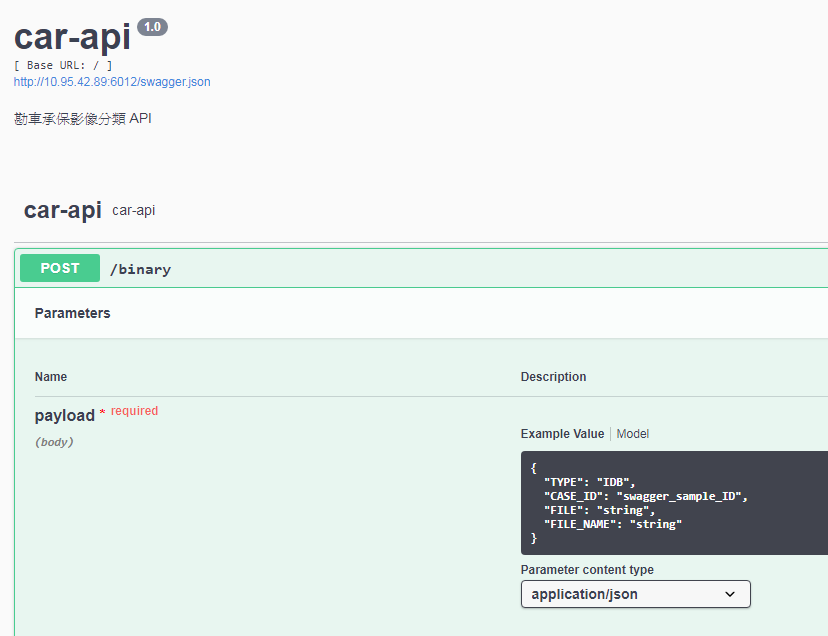 car-api 1.0
[ Base URL: / ]
http://10.95.42.89:6012/swagger.json
勘車承保影像分類 API
car-api car-api
POST /binary
Parameters
Name Description
payload * required
(body)
Example Value Model
{
"TYPE": "IDB",
"CASE_ID": "swagger_sample_ID",
"FILE": "string",
"FILE_NAME": "string"
}
Parameter content type
application/json